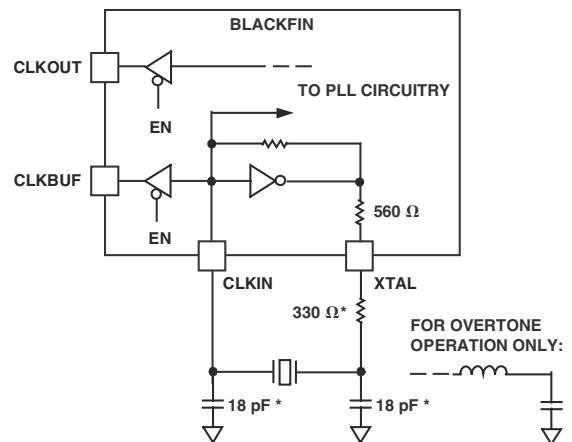 BLACKFIN
CLKOUT
TO PLL CIRCUITRY
EN
CLKBUF
560 Ω
EN
CLKIN
XTAL
330 Ω*
FOR OVERTONE
OPERATION ONLY:
18 pF *
18 pF *